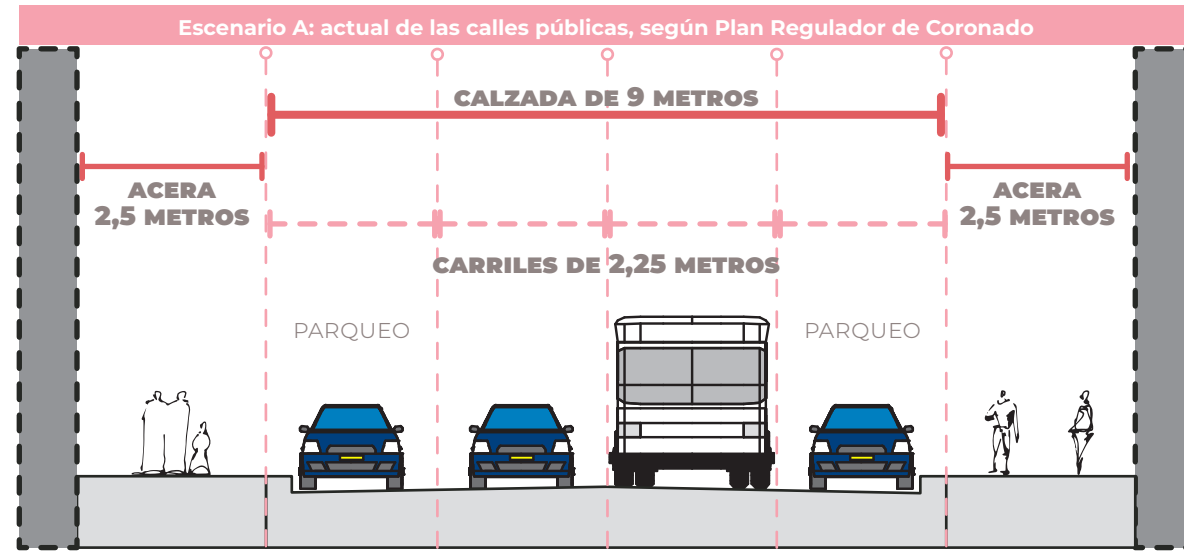 Escenario A: actual de las calles públicas, según Plan Regulador de Coronado
CALZADA DE 9 METROS
ACERA
2,5 METROS
ACERA
2,5 METROS
CARRILES DE 2,25 METROS
PARQUEO
PARQUEO